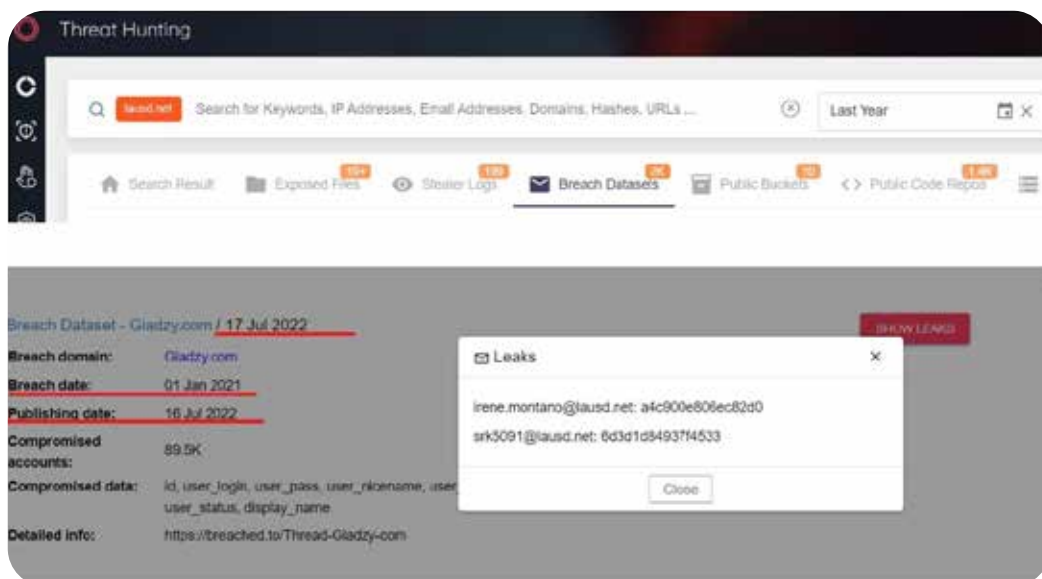 Threat Hunting
lausd.net Search for Keywords, IP Addresses, Email Addresses, Domains, Hashes, URLs ... Last Year
Search Result Exposed Files Stealer Logs Breach Datasets 2K Public Buckets 10 Public Code Repos 1.4K
Breach Dataset - Gladzy.com / 17 Jul 2022
SHOW LEAKS
Breach domain: Gladzy.com
Breach date: 01 Jan 2021
Publishing date: 16 Jul 2022
Compromised accounts: 89.5K
Compromised data: id, user_login, user_pass, user_nicename, user_
user_status, display_name
Detailed info: https://breached.to/Thread-Gladzy-com
Leaks
irene.montano@lausd.net: a4c900e806ec82d0
srk5091@lausd.net: 6d3d1d84937f4533
Close